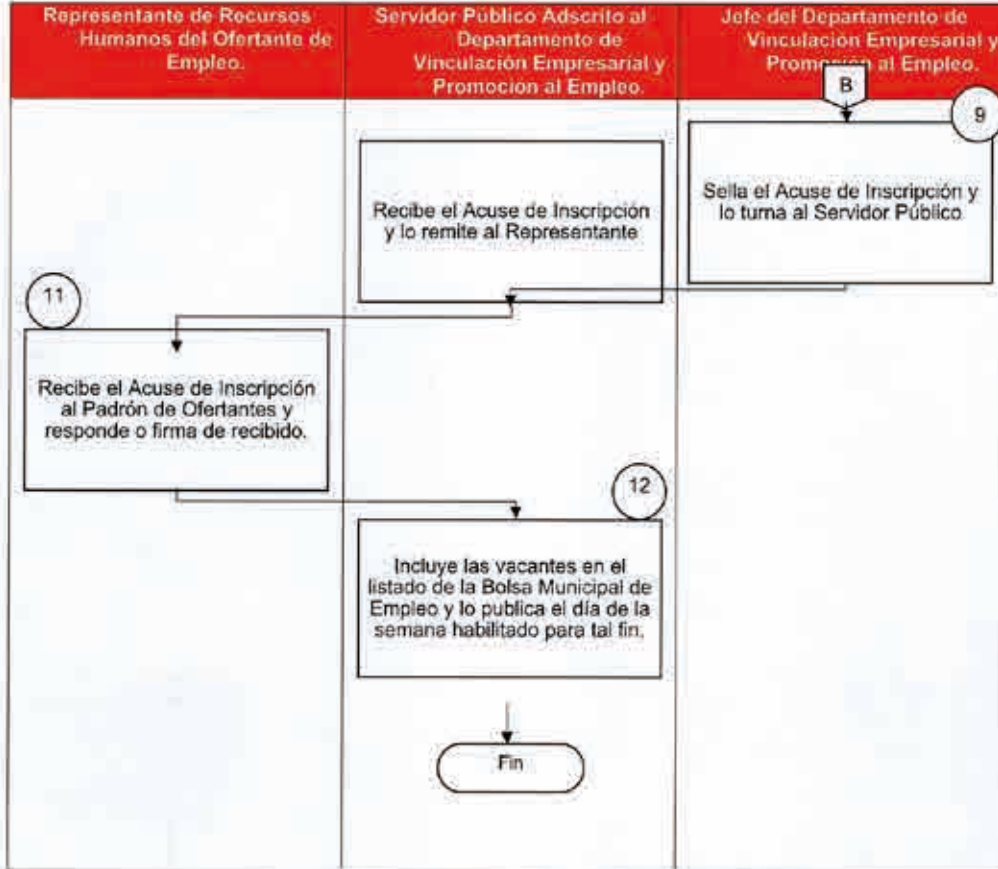 Representante de Recursos
Humanos del Ofertante de
Empleo.
Servidor Público Adscrito al
Departamento de
Vinculación Empresarial y
Promoción al Empleo.
Jefe del Departamento de
Vinculación Empresarial y
Promoción al Empleo.
B
9
Sella el Acuse de Inscripción y
lo turna al Servidor Público.
Recibe el Acuse de Inscripción
y lo remite al Representante
11
Recibe el Acuse de Inscripción
al Padrón de Ofertantes y
responde o firma de recibido.
12
Incluye las vacantes en el
listado de la Bolsa Municipal de
Empleo y lo publica el día de la
semana habilitado para tal fin.
Fin